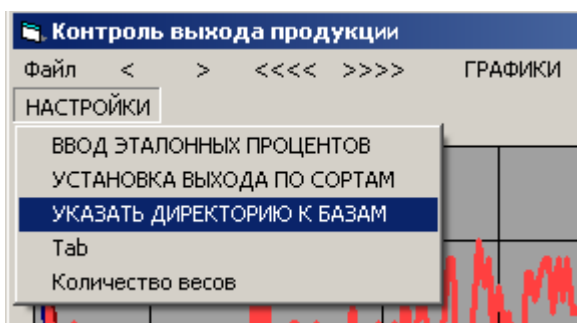 Контроль выхода продукции
Файл < > <<<< >>>> ГРАФИКИ
НАСТРОЙКИ
ВВОД ЭТАЛОННЫХ ПРОЦЕНТОВ
УСТАНОВКА ВЫХОДА ПО СОРТАМ
УКАЗАТЬ ДИРЕКТОРИЮ К БАЗАМ
Tab
Количество весов